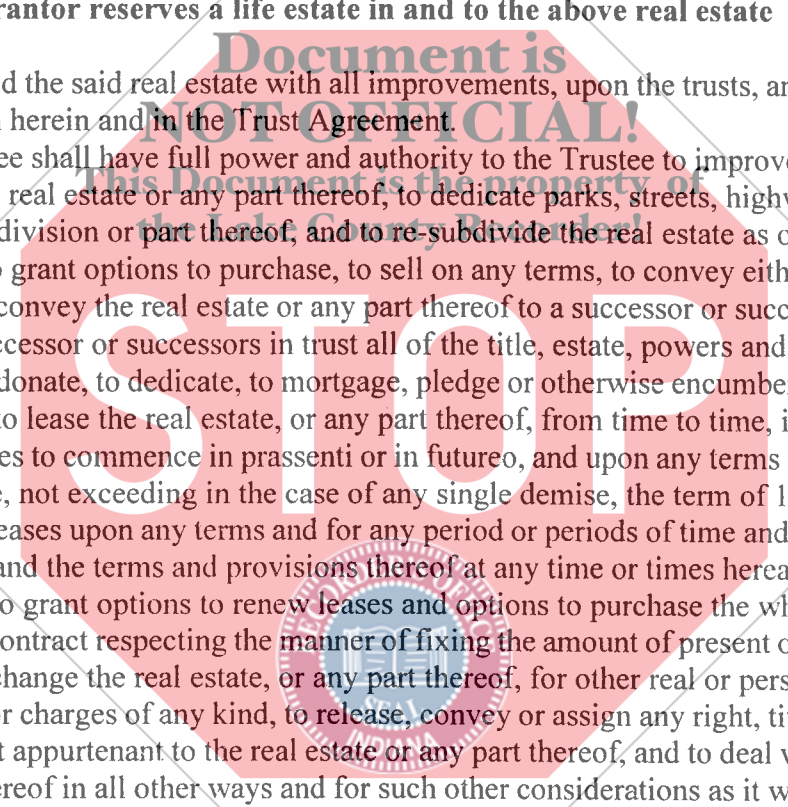 rantor reserves a life estate in and to the above real estate
Document is
d the said real estate with all improvements, upon the trusts, an
herein and in the Trust Agreement.
NOT OFFICIAL!
ee shall have full power and authority to the Trustee to improve
This Document is the property of
real estate or any part thereof, to dedicate parks, streets, highw
the Lake County Recorder!
division or part thereof, and to re-subdivide the real estate as o
grant options to purchase, to sell on any terms, to convey eith
convey the real estate or any part thereof to a successor or succ
ccessor or successors in trust all of the title, estate, powers and
donate, to dedicate, to mortgage, pledge or otherwise encumber
STOP
to lease the real estate, or any part thereof, from time to time, i
es to commence in prassenti or in futureo, and upon any terms
, not exceeding in the case of any single demise, the term of 1
eases upon any terms and for any period or periods of time and
and the terms and provisions thereof at any time or times herea
o grant options to renew leases and options to purchase the wh
ontract respecting the manner of fixing the amount of present o
change the real estate, or any part thereof, for other real or pers
r charges of any kind, to release, convey or assign any right, tit
SEAL
INDIANA
t appurtenant to the real estate or any part thereof, and to deal w
ereof in all other ways and for such other considerations as it w